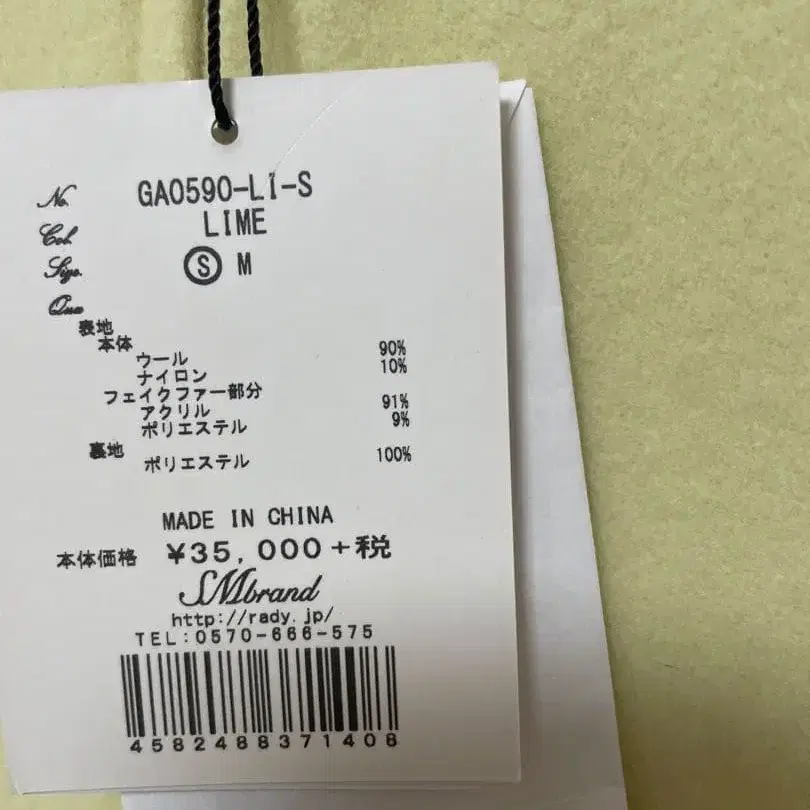 No. GA0590-LI-S
Col. LIME
Size. Ⓢ M
Qua
表地
本体
ウール 90%
ナイロン 10%
フェイクファー部分
アクリル 91%
ポリエステル 9%
裏地
ポリエステル 100%
MADE IN CHINA
本体価格 ¥35,000+税
SMbrand
http://rady.jp/
TEL:0570-666-575
4582488371408